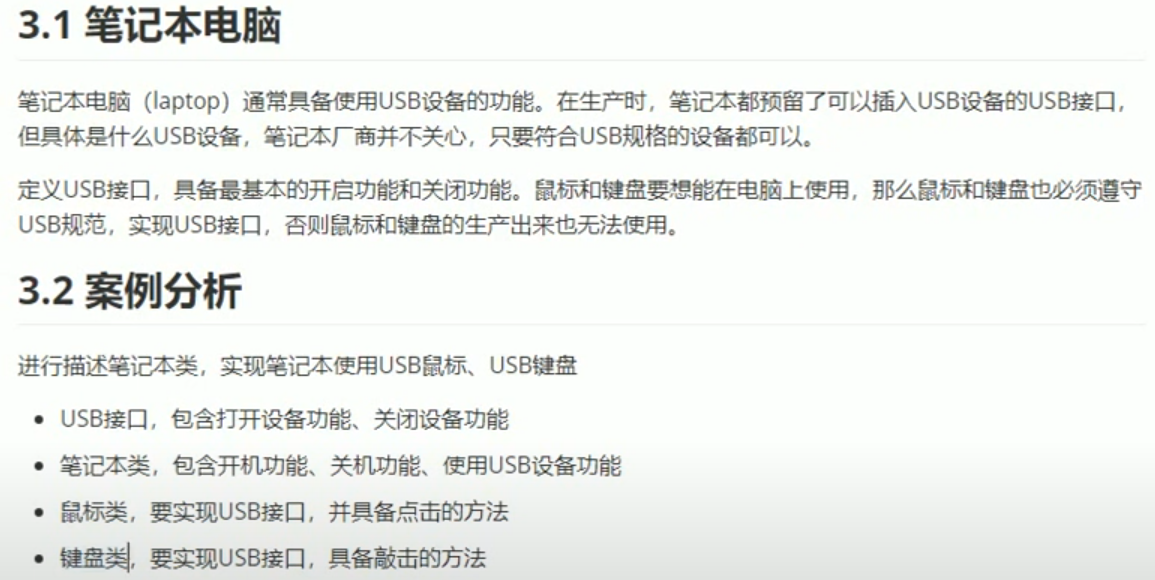 3.1 笔记本电脑
笔记本电脑（laptop）通常具备使用USB设备的功能。在生产时，笔记本都预留了可以插入USB设备的USB接口，
但具体是什么USB设备，笔记本厂商并不关心，只要符合USB规格的设备都可以。
定义USB接口，具备最基本的开启功能和关闭功能。鼠标和键盘要想能在电脑上使用，那么鼠标和键盘也必须遵守
USB规范，实现USB接口，否则鼠标和键盘的生产出来也无法使用。
3.2 案例分析
进行描述笔记本类，实现笔记本使用USB鼠标、USB键盘
• USB接口，包含打开设备功能、关闭设备功能
• 笔记本类，包含开机功能、关机功能、使用USB设备功能
• 鼠标类，要实现USB接口，并具备点击的方法
• 键盘类，要实现USB接口，具备敲击的方法